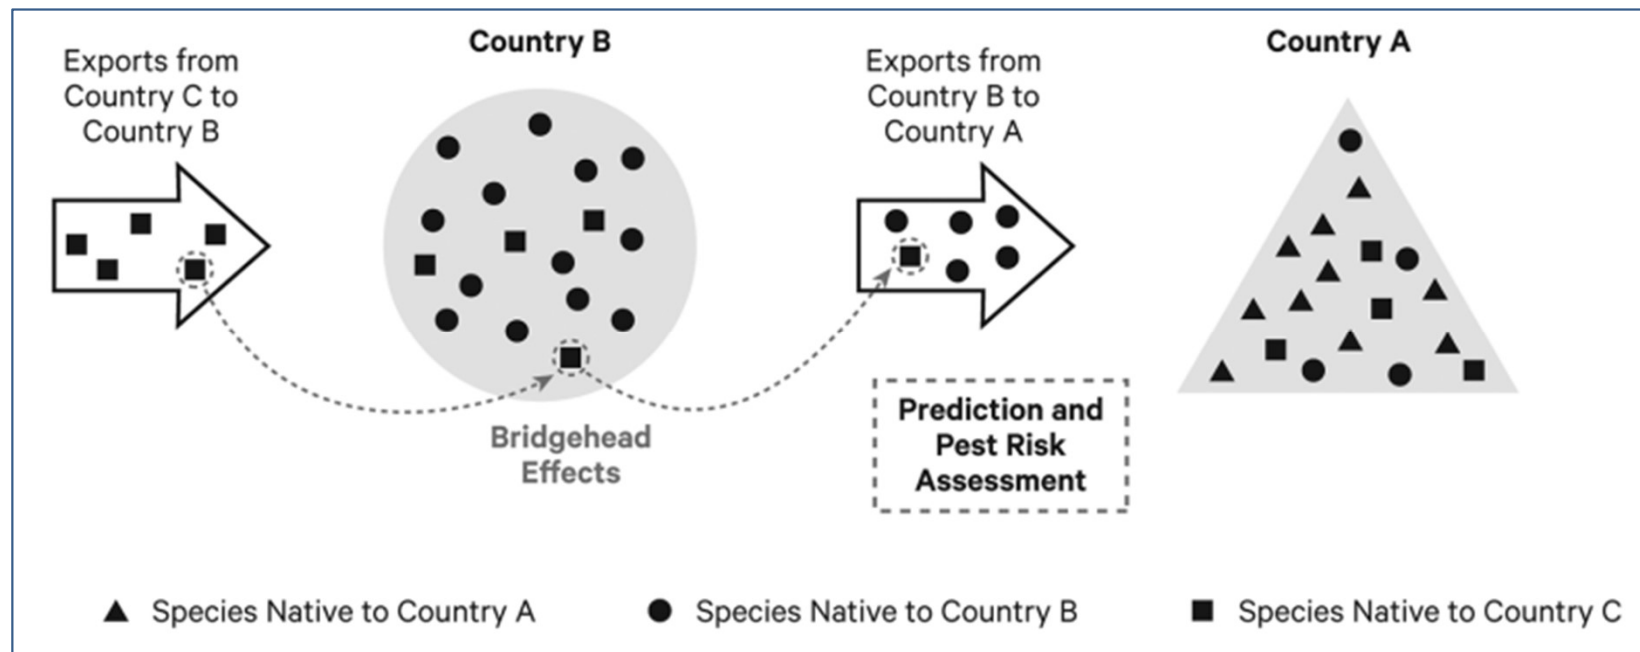 Exports from
Country C to
Country B
Country B
Exports from
Country B to
Country A
Country A
Bridgehead
Effects
Prediction and
Pest Risk
Assessment
Species Native to Country A
Species Native to Country B
Species Native to Country C